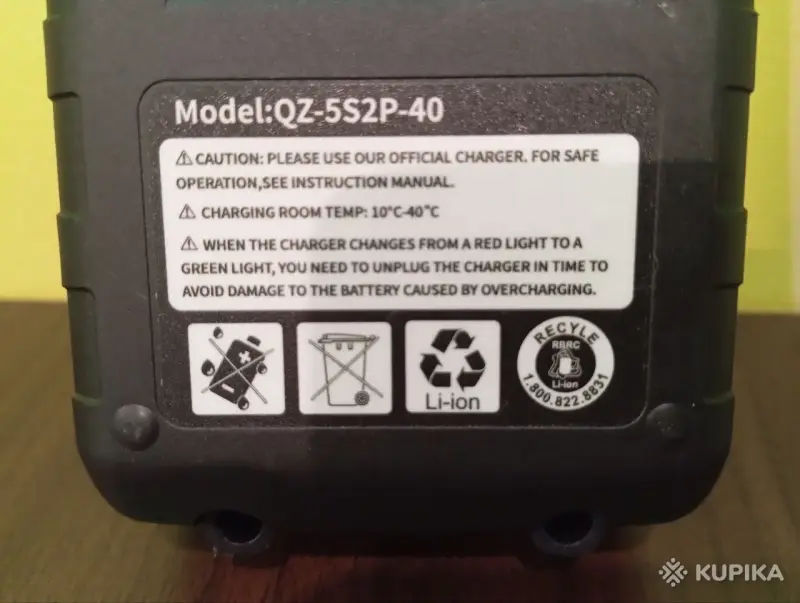 Model:QZ-5S2P-40
⚠ CAUTION: PLEASE USE OUR OFFICIAL CHARGER. FOR SAFE
OPERATION,SEE INSTRUCTION MANUAL.
⚠ CHARGING ROOM TEMP: 10°C-40°C
⚠ WHEN THE CHARGER CHANGES FROM A RED LIGHT TO A
GREEN LIGHT, YOU NEED TO UNPLUG THE CHARGER IN TIME TO
AVOID DAMAGE TO THE BATTERY CAUSED BY OVERCHARGING.
Li-ion
RECYLE
RBRC
Li-ion
1.800.822.8831
KUPIKA